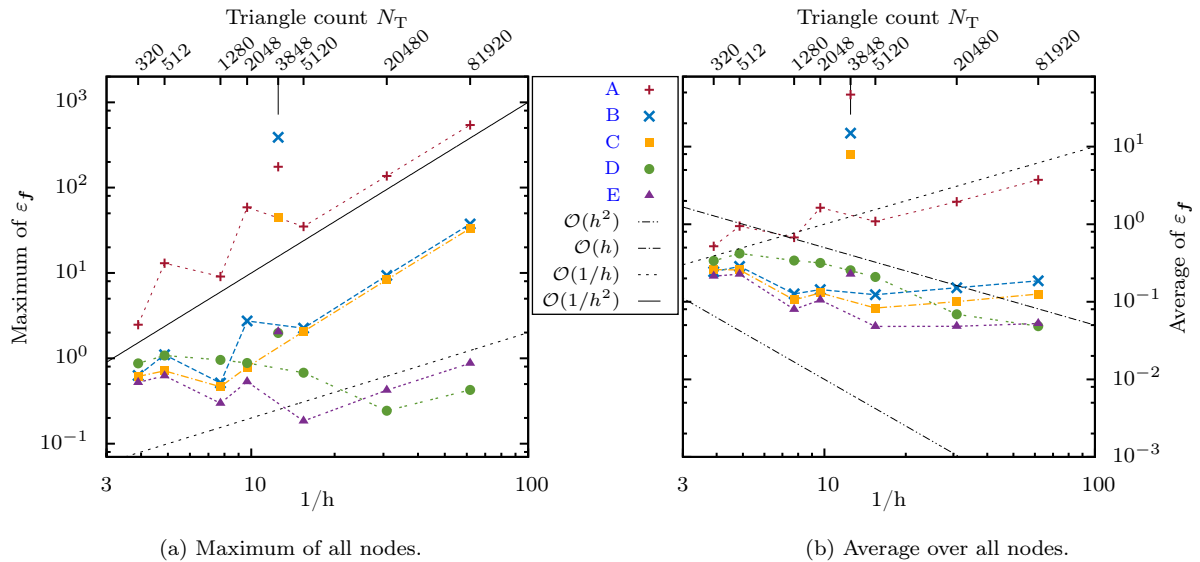 Triangle count N_T
320 512 1280 2048 3848 5120 20480 81920
Maximum of ε_f
10^3
10^2
10^1
10^0
10^−1
3 10 100
1/h
(a) Maximum of all nodes.
A
B
C
D
E
𝒪(h^2)
𝒪(h)
𝒪(1/h)
𝒪(1/h^2)
Triangle count N_T
320 512 1280 2048 3848 5120 20480 81920
10^1
10^0
10^−1
10^−2
10^−3
Average of ε_f
3 10 100
1/h
(b) Average over all nodes.